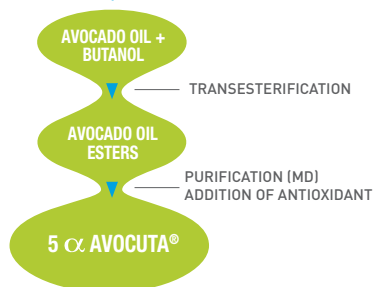 AVOCADO OIL +
BUTANOL
TRANSESTERIFICATION
AVOCADO OIL
ESTERS
PURIFICATION (MD)
ADDITION OF ANTIOXIDANT
5 α AVOCUTA®